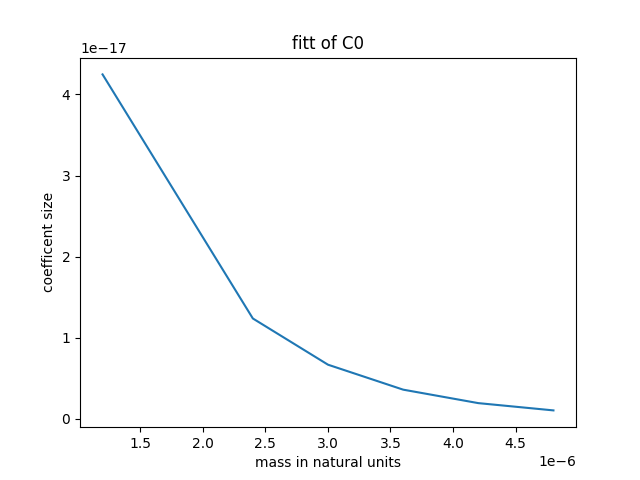 fitt of C0
1e−17
4
3
2
1
0
coefficent size
1.5 2.0 2.5 3.0 3.5 4.0 4.5
1e−6
mass in natural units